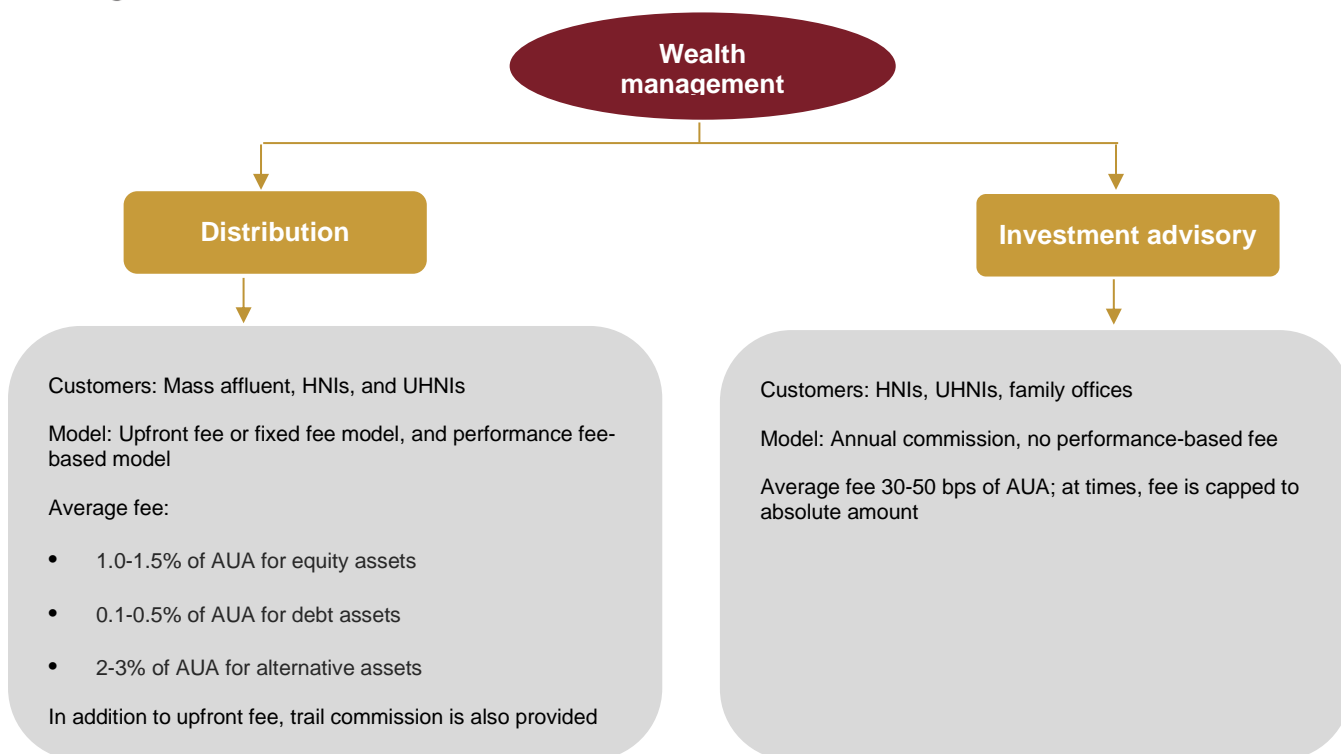 Wealth
management
Distribution
Investment advisory
Customers: Mass affluent, HNIs, and UHNIs
Model: Upfront fee or fixed fee model, and performance fee-
based model
Average fee:
• 1.0-1.5% of AUA for equity assets
• 0.1-0.5% of AUA for debt assets
• 2-3% of AUA for alternative assets
In addition to upfront fee, trail commission is also provided
Customers: HNIs, UHNIs, family offices
Model: Annual commission, no performance-based fee
Average fee 30-50 bps of AUA; at times, fee is capped to
absolute amount